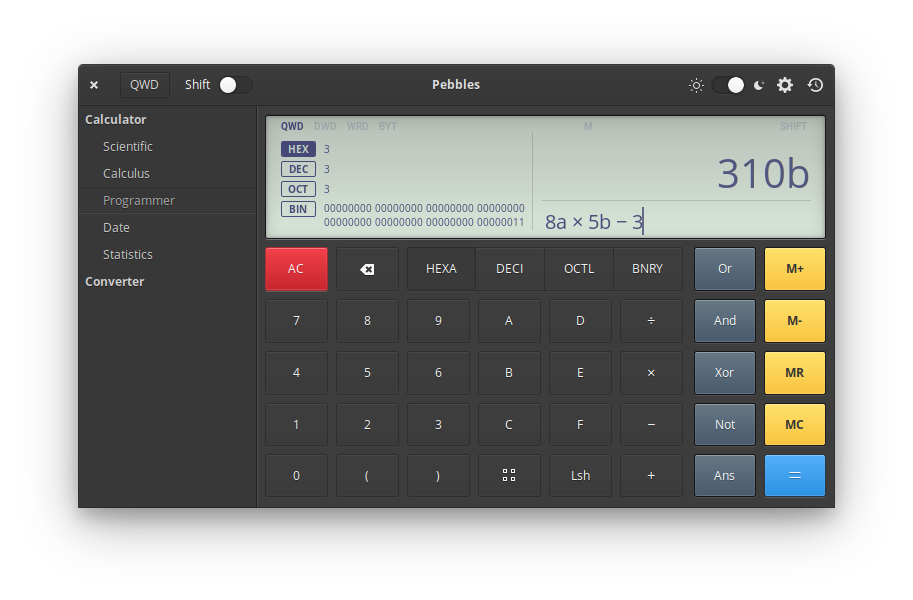 QWD Shift Pebbles
Calculator
Scientific
Calculus
Programmer
Date
Statistics
Converter
QWD DWD WRD BYT M SHIFT
HEX 3
DEC 3
OCT 3
BIN 00000000 00000000 00000000 00000000
00000000 00000000 00000000 00000011
310b
8a × 5b − 3
AC HEXA DECI OCTL BNRY Or M+
7 8 9 A D ÷ And M-
4 5 6 B E × Xor MR
1 2 3 C F − Not MC
0 ( ) Lsh + Ans =